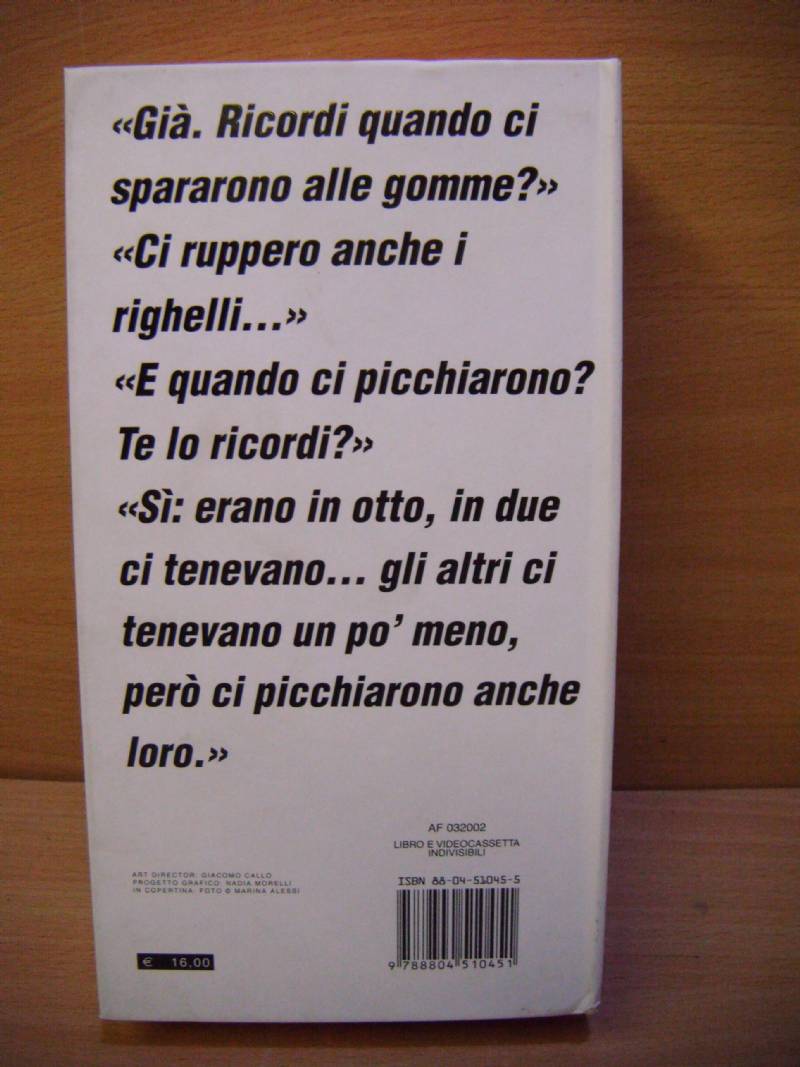 «Già. Ricordi quando ci
spararono alle gomme?»
«Ci ruppero anche i
righelli...»
«E quando ci picchiarono?
Te lo ricordi?»
«Sì: erano in otto, in due
ci tenevano... gli altri ci
tenevano un po’ meno,
però ci picchiarono anche
loro.»
AF 032002
LIBRO E VIDEOCASSETTA
INDIVISIBILI
ART DIRECTOR: GIACOMO CALLO
PROGETTO GRAFICO: NADIA MORELLI
IN COPERTINA: FOTO © MARINA ALESSI
ISBN 88-04-51045-5
€ 16,00
9 788804 510451